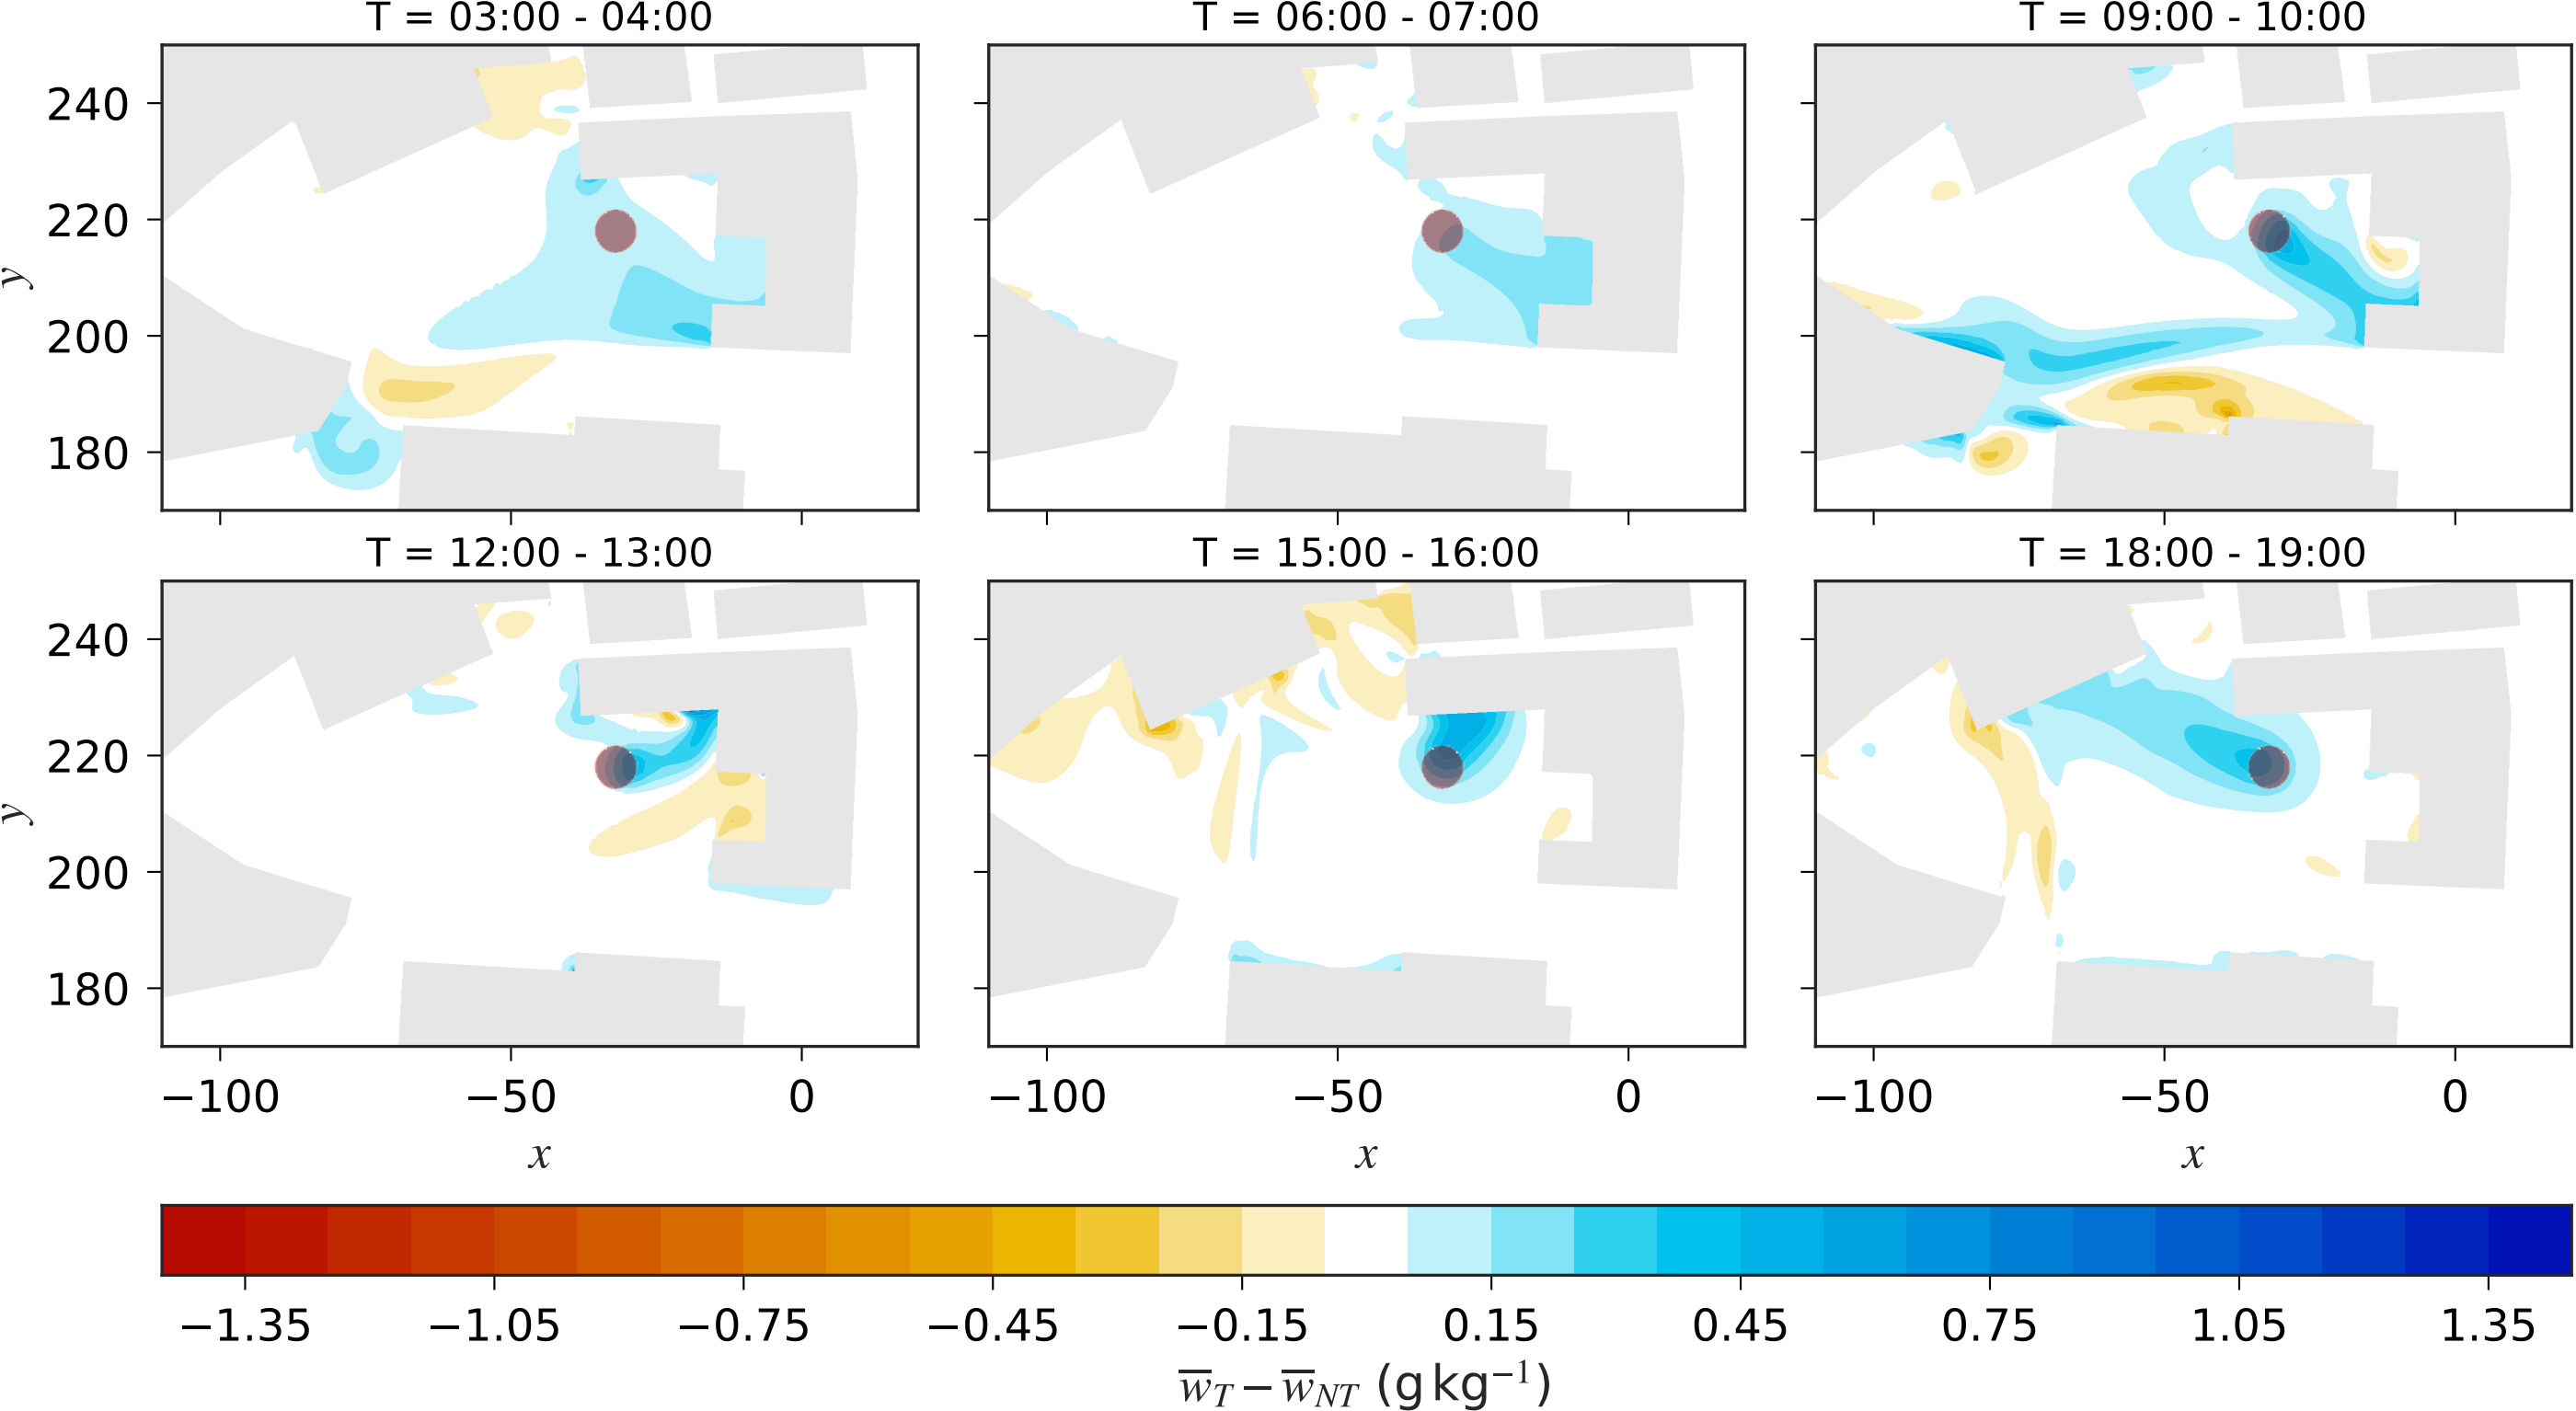 T = 03:00 - 04:00 T = 06:00 - 07:00 T = 09:00 - 10:00
y 240 220 200 180
T = 12:00 - 13:00 T = 15:00 - 16:00 T = 18:00 - 19:00
y 240 220 200 180
−100 −50 0 −100 −50 0 −100 −50 0
x x x
−1.35 −1.05 −0.75 −0.45 −0.15 0.15 0.45 0.75 1.05 1.35
w̅_T − w̅_NT (g kg⁻¹)